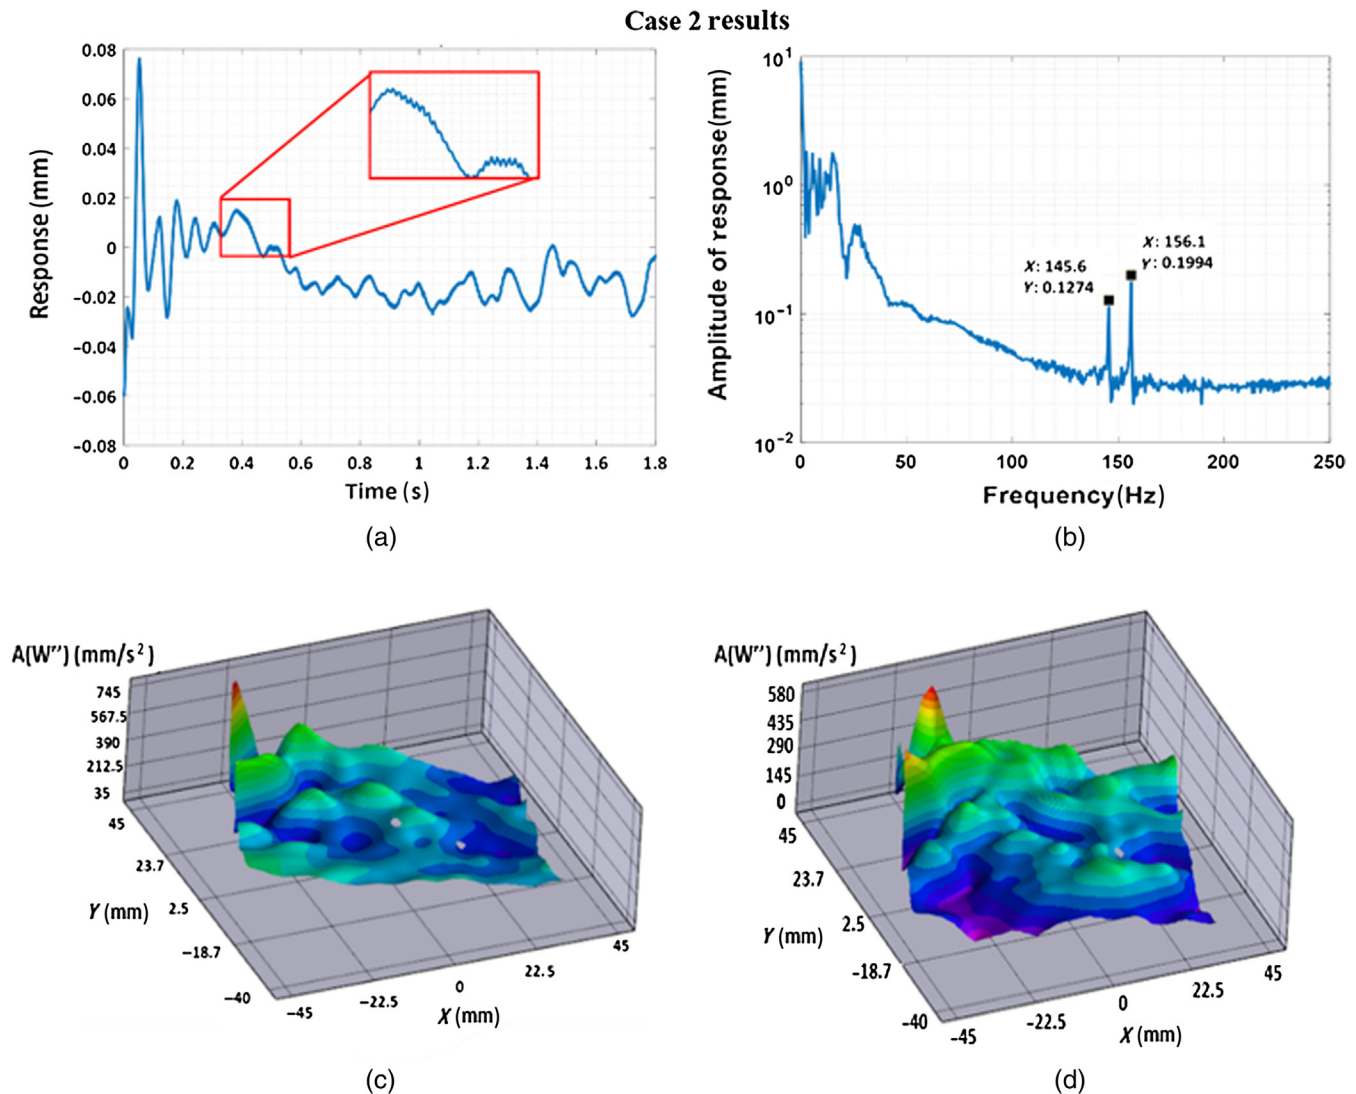 Case 2 results
0.08
0.06
0.04
0.02
0
−0.02
−0.04
−0.06
−0.08
Response (mm)
0 0.2 0.4 0.6 0.8 1 1.2 1.4 1.6 1.8
Time (s)
(a)
10^1
10^0
10^−1
10^−2
Amplitude of response(mm)
X: 145.6
Y: 0.1274
X: 156.1
Y: 0.1994
0 50 100 150 200 250
Frequency(Hz)
(b)
A(W″) (mm/s²)
745
567.5
390
212.5
35
45
23.7
2.5
−18.7
−40
Y (mm)
−45
−22.5
0
22.5
45
X (mm)
(c)
A(W″) (mm/s²)
580
435
290
145
0
45
23.7
2.5
−18.7
−40
Y (mm)
−45
−22.5
0
22.5
45
X (mm)
(d)